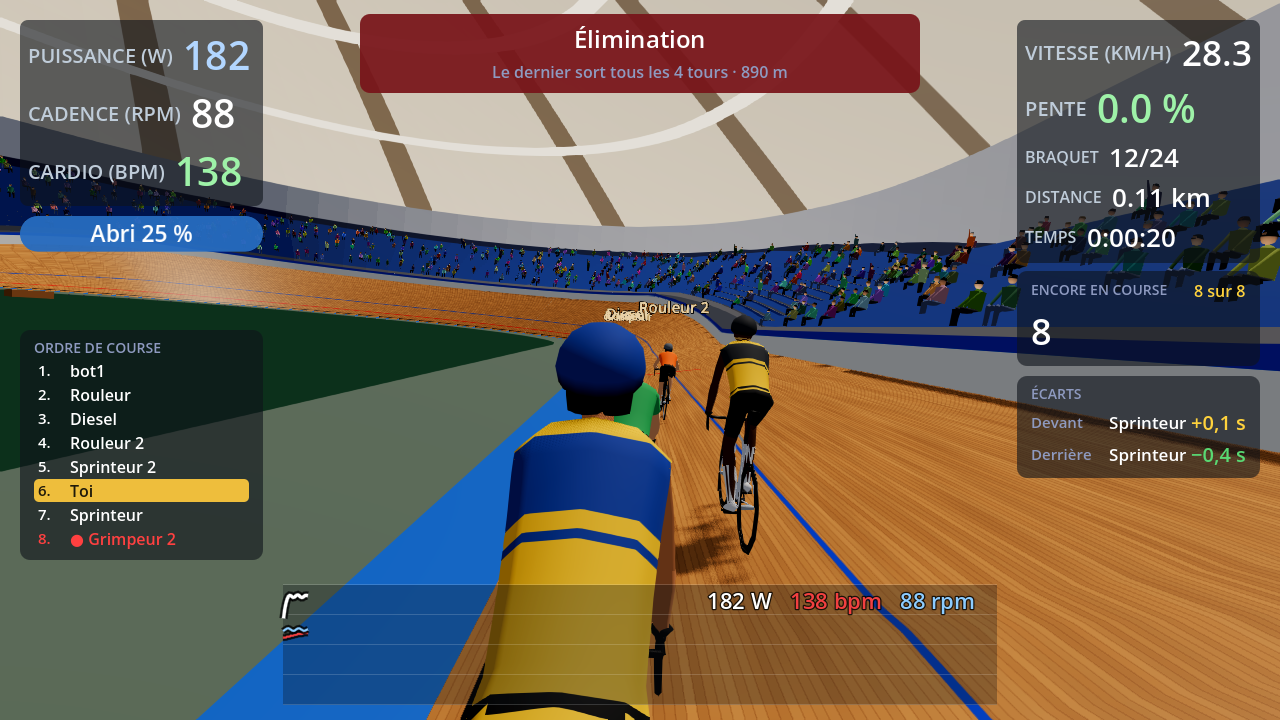 PUISSANCE (W) 182
CADENCE (RPM) 88
CARDIO (BPM) 138
Abri 25 %
Élimination
Le dernier sort tous les 4 tours · 890 m
VITESSE (KM/H) 28.3
PENTE 0.0 %
BRAQUET 12/24
DISTANCE 0.11 km
TEMPS 0:00:20
ENCORE EN COURSE 8 sur 8
8
ÉCARTS
Devant Sprinteur +0,1 s
Derrière Sprinteur −0,4 s
ORDRE DE COURSE
1. bot1
2. Rouleur
3. Diesel
4. Rouleur 2
5. Sprinteur 2
6. Toi
7. Sprinteur
8. Grimpeur 2
Rouleur 2
Diesel
182 W 138 bpm 88 rpm